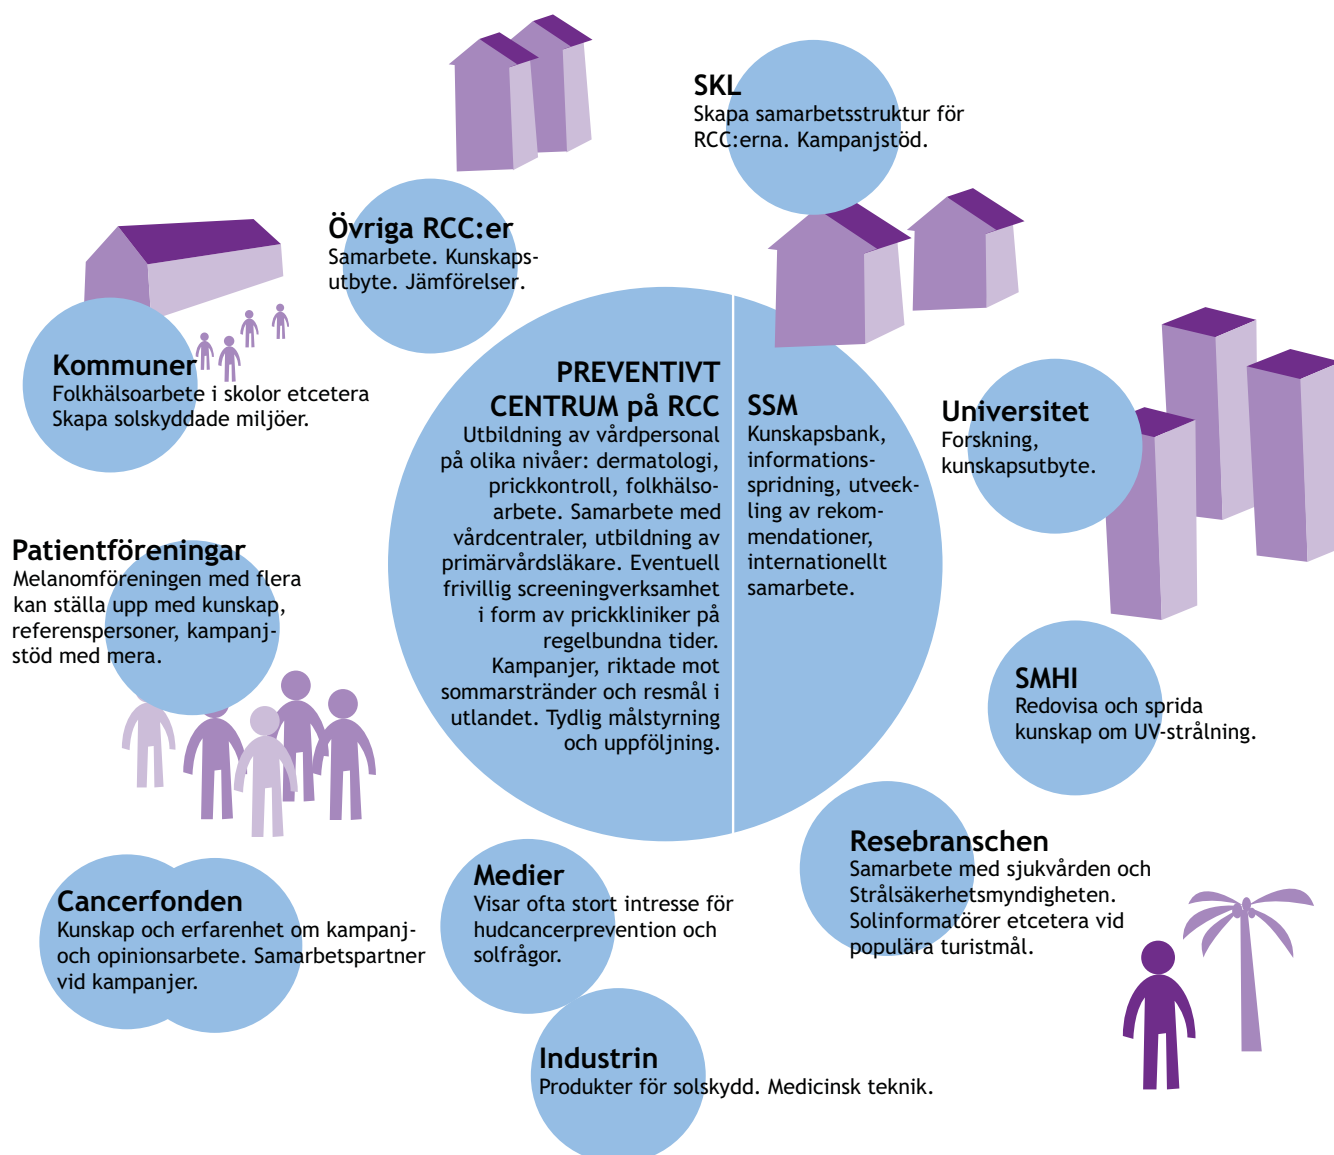 SKL
Skapa samarbetsstruktur för
RCC:erna. Kampanjstöd.
Övriga RCC:er
Samarbete. Kunskaps-
utbyte. Jämförelser.
Kommuner
Folkhälsoarbete i skolor etcetera
Skapa solskyddade miljöer.
PREVENTIVT
CENTRUM på RCC
Utbildning av vårdpersonal
på olika nivåer: dermatologi,
prickkontroll, folkhälso-
arbete. Samarbete med
vårdcentraler, utbildning av
primärvårdsläkare. Eventuell
frivillig screeningverksamhet
i form av prickkliniker på
regelbundna tider.
Kampanjer, riktade mot
sommarstränder och resmål i
utlandet. Tydlig målstyrning
och uppföljning.
SSM
Kunskapsbank,
informations-
spridning, utveck-
ling av rekom-
mendationer,
internationellt
samarbete.
Universitet
Forskning,
kunskapsutbyte.
Patientföreningar
Melanomföreningen med flera
kan ställa upp med kunskap,
referenspersoner, kampanj-
stöd med mera.
SMHI
Redovisa och sprida
kunskap om UV-strålning.
Resebranschen
Samarbete med sjukvården och
Strålsäkerhetsmyndigheten.
Solinformatörer etcetera vid
populära turistmål.
Medier
Visar ofta stort intresse för
hudcancerprevention och
solfrågor.
Cancerfonden
Kunskap och erfarenhet om kampanj-
och opinionsarbete. Samarbetspartner
vid kampanjer.
Industrin
Produkter för solskydd. Medicinsk teknik.